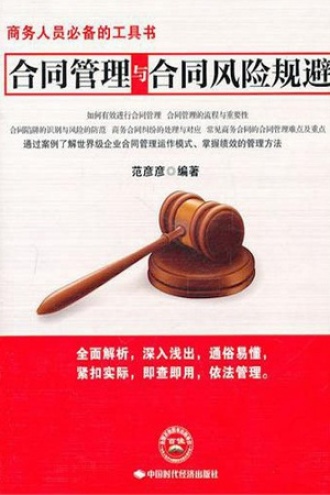 商务人员必备的工具书
合同管理与合同风险规避
如何有效进行合同管理 合同管理的流程与重要性
合同陷阱的识别与风险的防范 商务合同纠纷的处理与对应 常见商务合同的合同管理难点及要点
通过案例了解世界级企业合同管理运作模式、掌握绩效的管理方法
范彦彦◎编著
全面解析，深入浅出，通俗易懂，
紧扣实际，即查即用，依法管理。
中国时代经济出版社